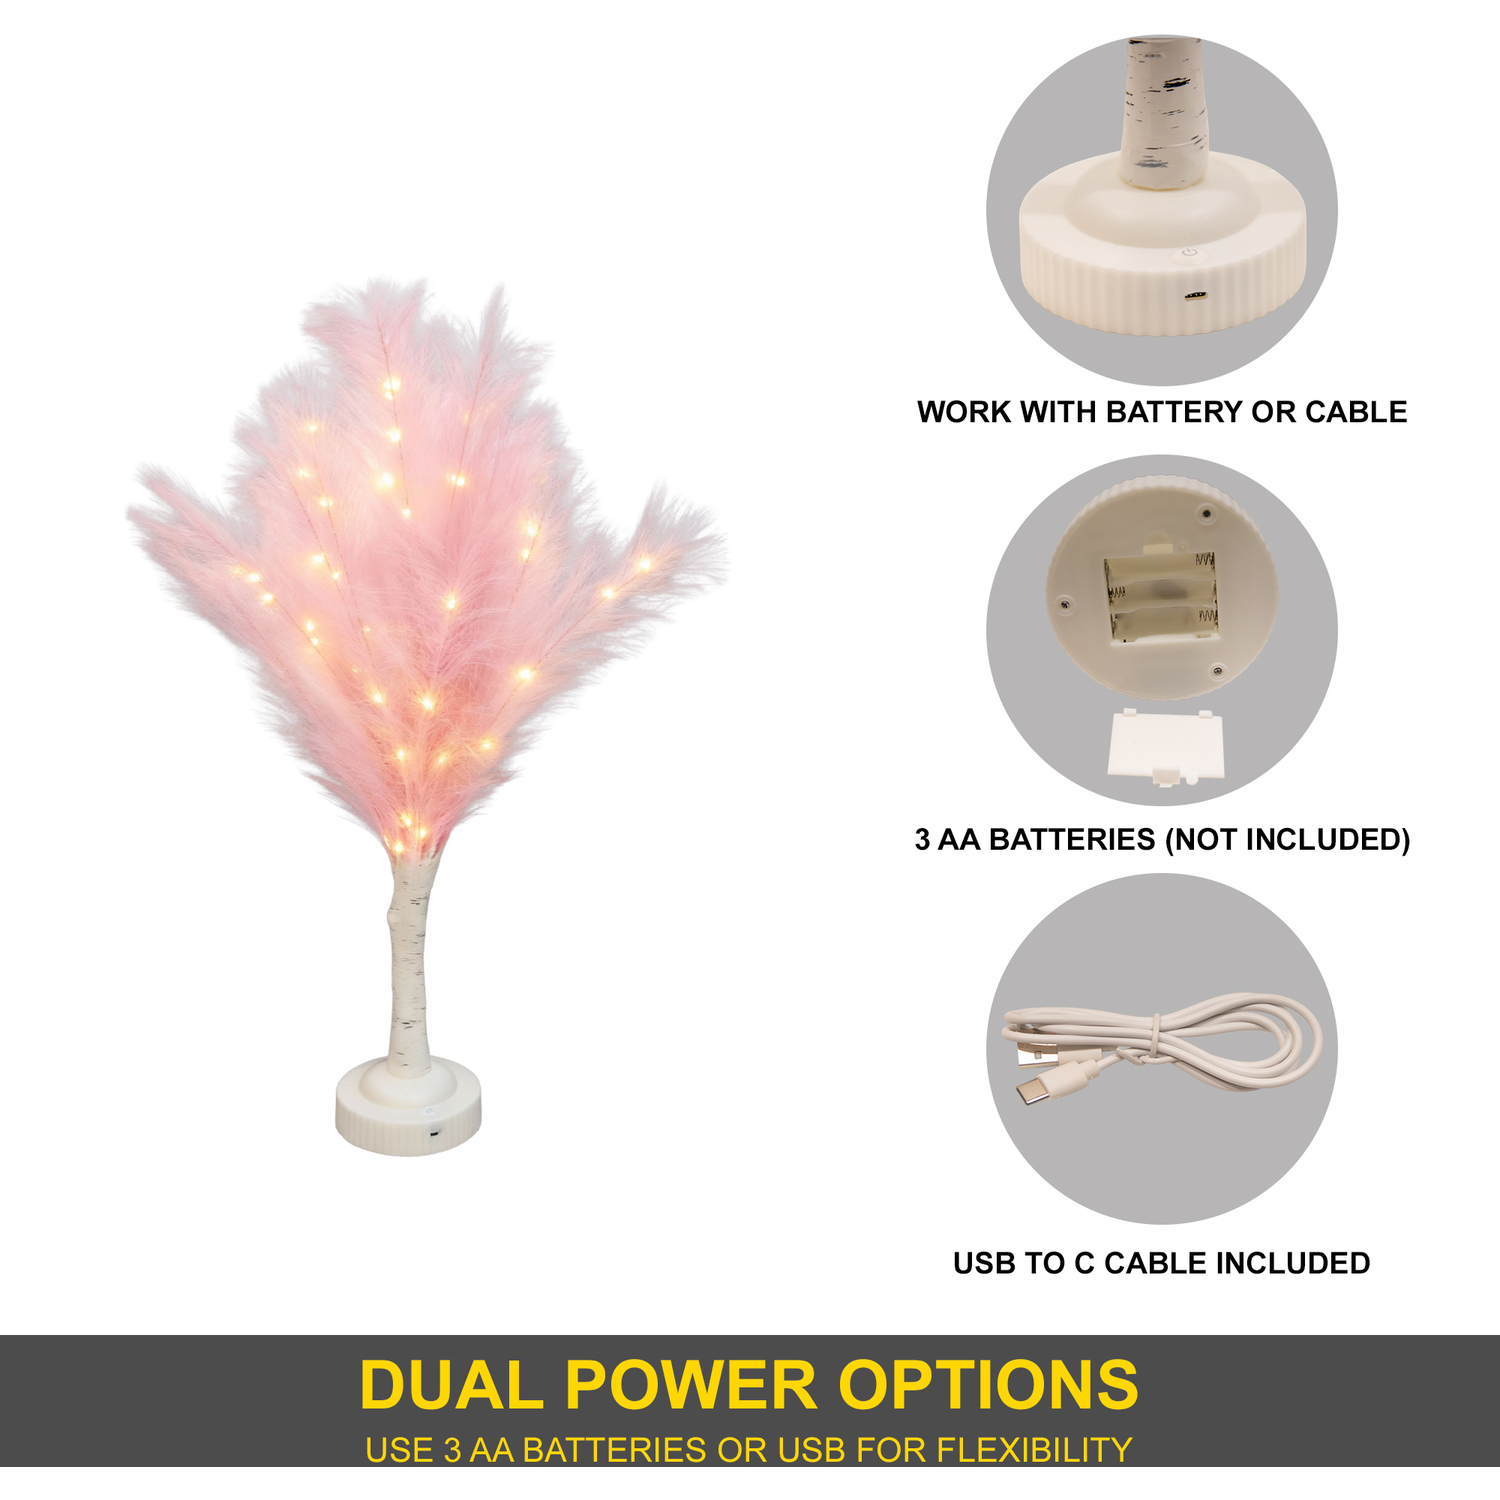 WORK WITH BATTERY OR CABLE
3 AA BATTERIES (NOT INCLUDED)
USB TO C CABLE INCLUDED
DUAL POWER OPTIONS
USE 3 AA BATTERIES OR USB FOR FLEXIBILITY